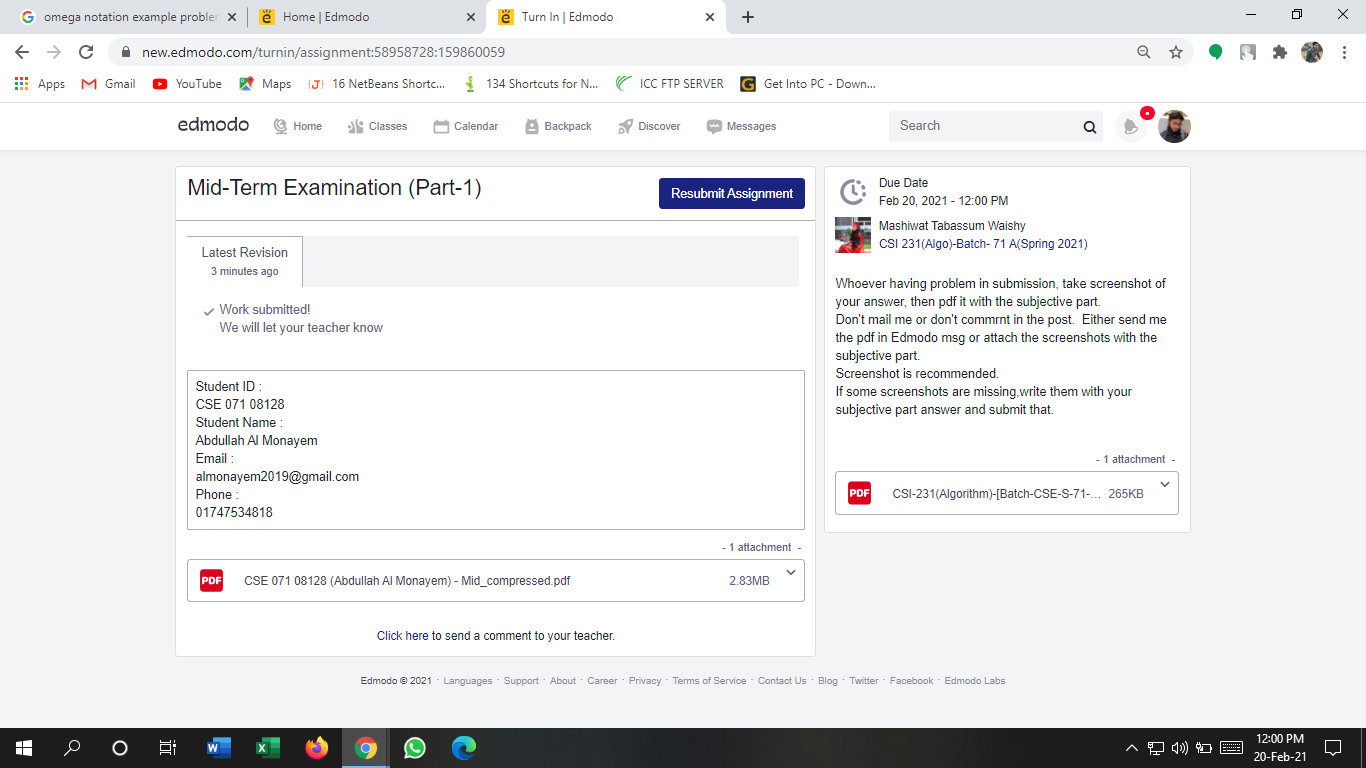 omega notation example probler
Home | Edmodo
Turn In | Edmodo
new.edmodo.com/turnin/assignment:58958728:159860059
Apps
Gmail
YouTube
Maps
16 NetBeans Shortc...
134 Shortcuts for N...
ICC FTP SERVER
Get Into PC - Down...
edmodo
Home
Classes
Calendar
Backpack
Discover
Messages
Search
Mid-Term Examination (Part-1)
Resubmit Assignment
Latest Revision
3 minutes ago
Work submitted!
We will let your teacher know
Student ID :
CSE 071 08128
Student Name :
Abdullah Al Monayem
Email :
almonayem2019@gmail.com
Phone :
01747534818
- 1 attachment -
PDF
CSE 071 08128 (Abdullah Al Monayem) - Mid_compressed.pdf
2.83MB
Click here to send a comment to your teacher.
Due Date
Feb 20, 2021 - 12:00 PM
Mashiwat Tabassum Waishy
CSI 231(Algo)-Batch- 71 A(Spring 2021)
Whoever having problem in submission, take screenshot of
your answer, then pdf it with the subjective part.
Don't mail me or don't commrnt in the post. Either send me
the pdf in Edmodo msg or attach the screenshots with the
subjective part.
Screenshot is recommended.
If some screenshots are missing,write them with your
subjective part answer and submit that.
- 1 attachment -
PDF
CSI-231(Algorithm)-[Batch-CSE-S-71-...
265KB
Edmodo © 2021 · Languages · Support · About · Career · Privacy · Terms of Service · Contact Us · Blog · Twitter · Facebook · Edmodo Labs
12:00 PM
20-Feb-21